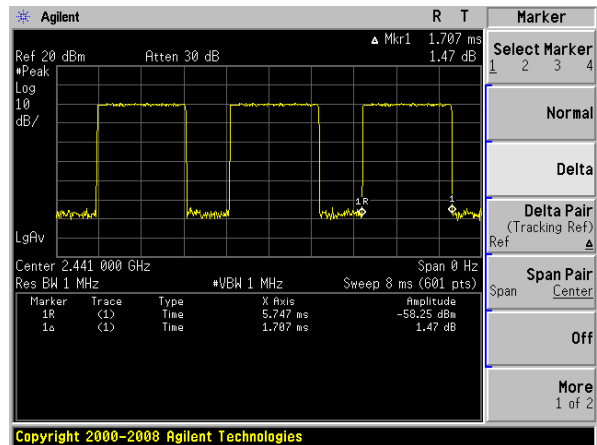 Agilent R T Marker
Δ Mkr1 1.707 ms
Ref 20 dBm Atten 30 dB 1.47 dB
#Peak
Log
10
dB/
LgAv
1R 1
Center 2.441 000 GHz Span 0 Hz
Res BW 1 MHz #VBW 1 MHz Sweep 8 ms (601 pts)
Marker Trace Type X Axis Amplitude
1R (1) Time 5.747 ms -58.25 dBm
1Δ (1) Time 1.707 ms 1.47 dB
Select Marker
1 2 3 4
Normal
Delta
Delta Pair
(Tracking Ref)
Ref Δ
Span Pair
Span Center
Off
More
1 of 2
Copyright 2000-2008 Agilent Technologies